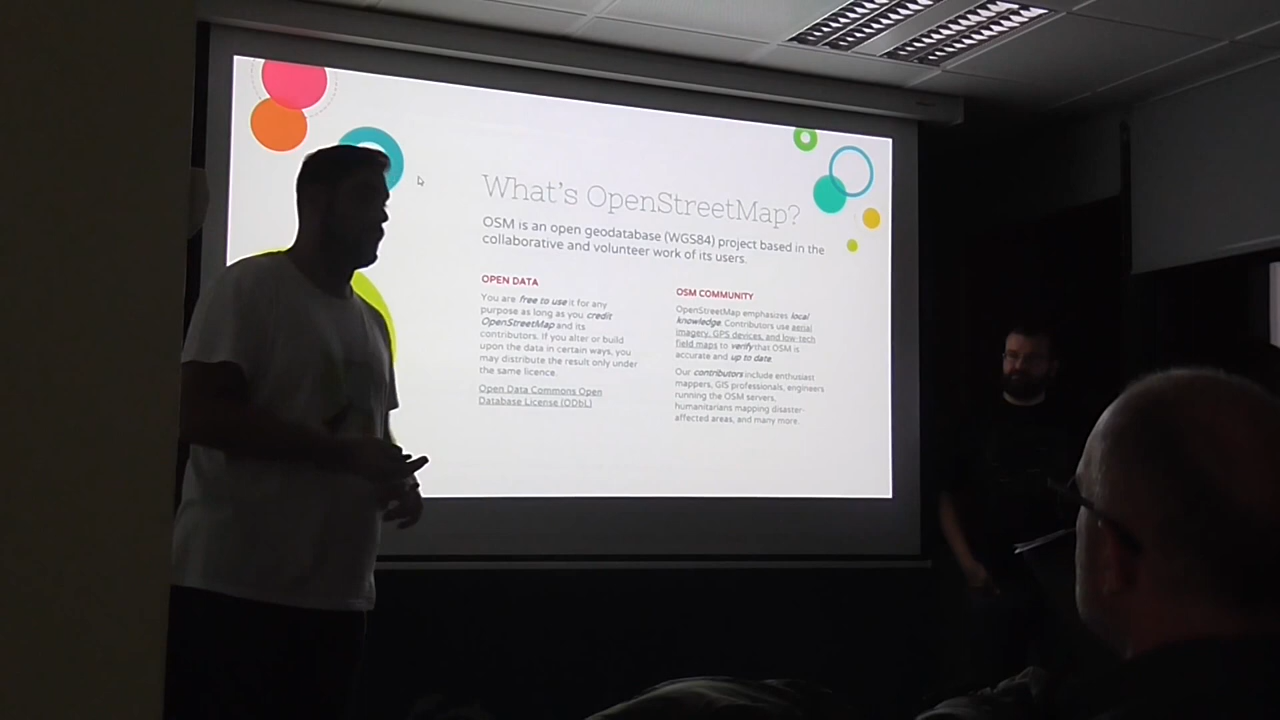 What's OpenStreetMap?
OSM is an open geodatabase (WGS84) project based in the
collaborative and volunteer work of its users.
OPEN DATA
You are free to use it for any
purpose as long as you credit
OpenStreetMap and its
contributors. If you alter or build
upon the data in certain ways, you
may distribute the result only under
the same licence.
Open Data Commons Open
Database License (ODbL)
OSM COMMUNITY
OpenStreetMap emphasizes local
knowledge. Contributors use aerial
imagery, GPS devices, and low-tech
field maps to verify that OSM is
accurate and up to date.
Our contributors include enthusiast
mappers, GIS professionals, engineers
running the OSM servers,
humanitarians mapping disaster-
affected areas, and many more.